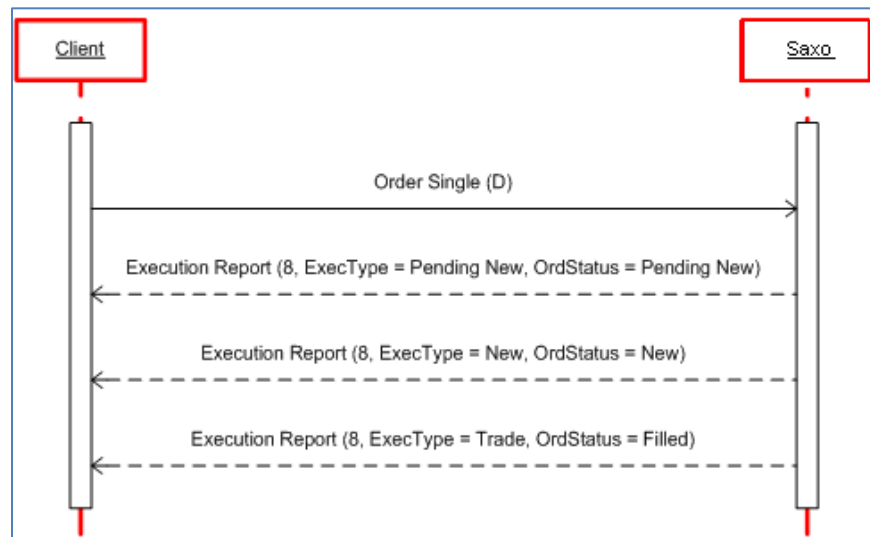 Client
Saxo
Order Single (D)
Execution Report (8, ExecType = Pending New, OrdStatus = Pending New)
Execution Report (8, ExecType = New, OrdStatus = New)
Execution Report (8, ExecType = Trade, OrdStatus = Filled)